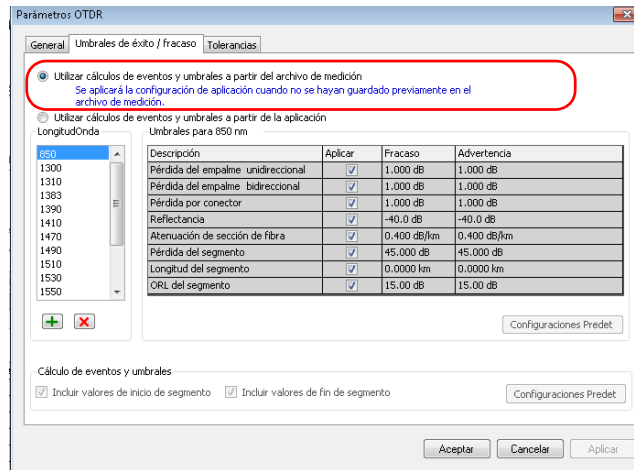 Parámetros OTDR
General Umbrales de éxito / fracaso Tolerancias
Utilizar cálculos de eventos y umbrales a partir del archivo de medición
Se aplicará la configuración de aplicación cuando no se hayan guardado previamente en el
archivo de medición.
Utilizar cálculos de eventos y umbrales a partir de la aplicación
LongitudOnda Umbrales para 850 nm
850
1300
1310
1383
1390
1410
1470
1490
1510
1530
1550
Descripción Aplicar Fracaso Advertencia
Pérdida del empalme unidireccional 1.000 dB 1.000 dB
Pérdida del empalme bidireccional 1.000 dB 1.000 dB
Pérdida por conector 1.000 dB 1.000 dB
Reflectancia -40.0 dB -40.0 dB
Atenuación de sección de fibra 0.400 dB/km 0.400 dB/km
Pérdida del segmento 45.000 dB 45.000 dB
Longitud del segmento 0.0000 km 0.0000 km
ORL del segmento 15.00 dB 15.00 dB
Configuraciones Predet
Cálculo de eventos y umbrales
Incluir valores de inicio de segmento Incluir valores de fin de segmento Configuraciones Predet
Aceptar Cancelar Aplicar